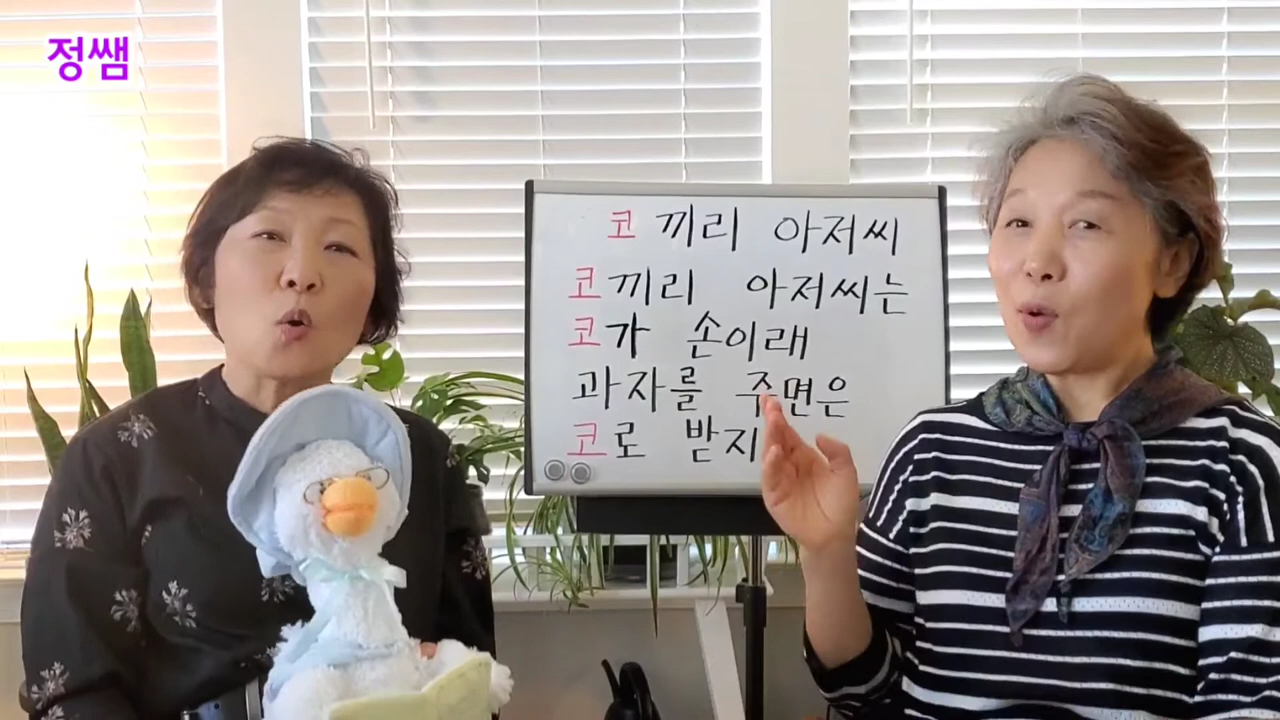 정쌤
코끼리 아저씨
코끼리 아저씨는
코가 손이래
과자를 주면은
코로 받지